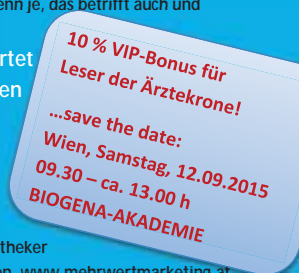 enn je, das betrifft auch und
rtet
en
10 % VIP-Bonus für
Leser der Ärztekrone!
...save the date:
Wien, Samstag, 12.09.2015
09.30 – ca. 13.00 h
BIOGENA-AKADEMIE
theker
www.mehrwertmarketing.at